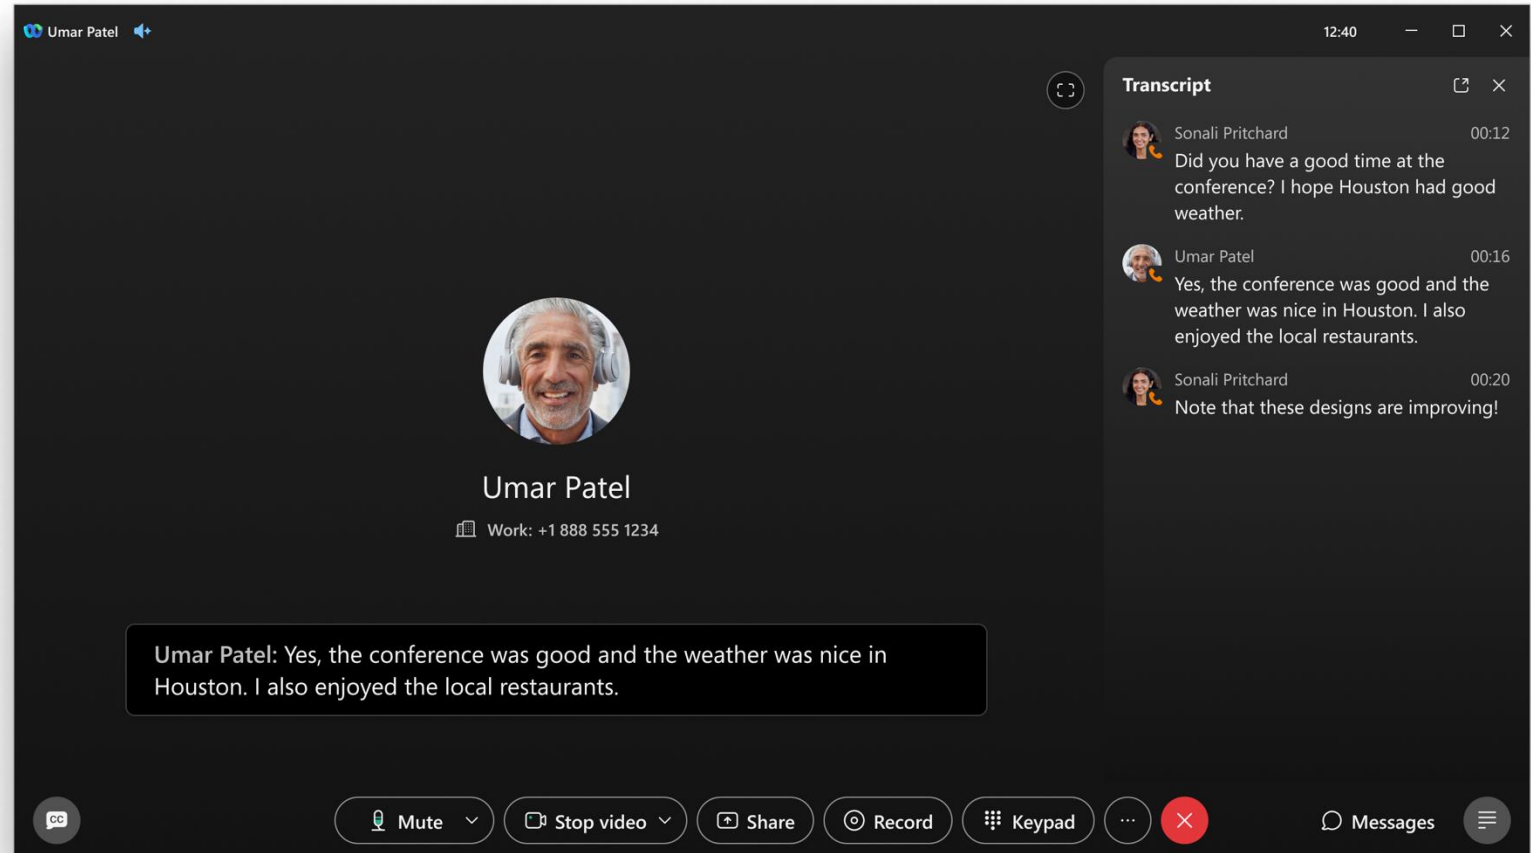 Umar Patel
12:40
Transcript
Sonali Pritchard 00:12
Did you have a good time at the
conference? I hope Houston had good
weather.
Umar Patel 00:16
Yes, the conference was good and the
weather was nice in Houston. I also
enjoyed the local restaurants.
Sonali Pritchard 00:20
Note that these designs are improving!
Umar Patel
Work: +1 888 555 1234
Umar Patel: Yes, the conference was good and the weather was nice in
Houston. I also enjoyed the local restaurants.
CC
Mute
Stop video
Share
Record
Keypad
Messages